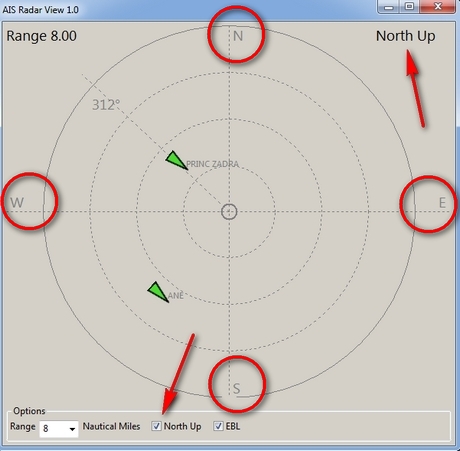 AIS Radar View 1.0
Range 8.00
North Up
N
312°
PRINC ZADRA
W
E
ANE
S
Options
Range 8 Nautical Miles North Up EBL